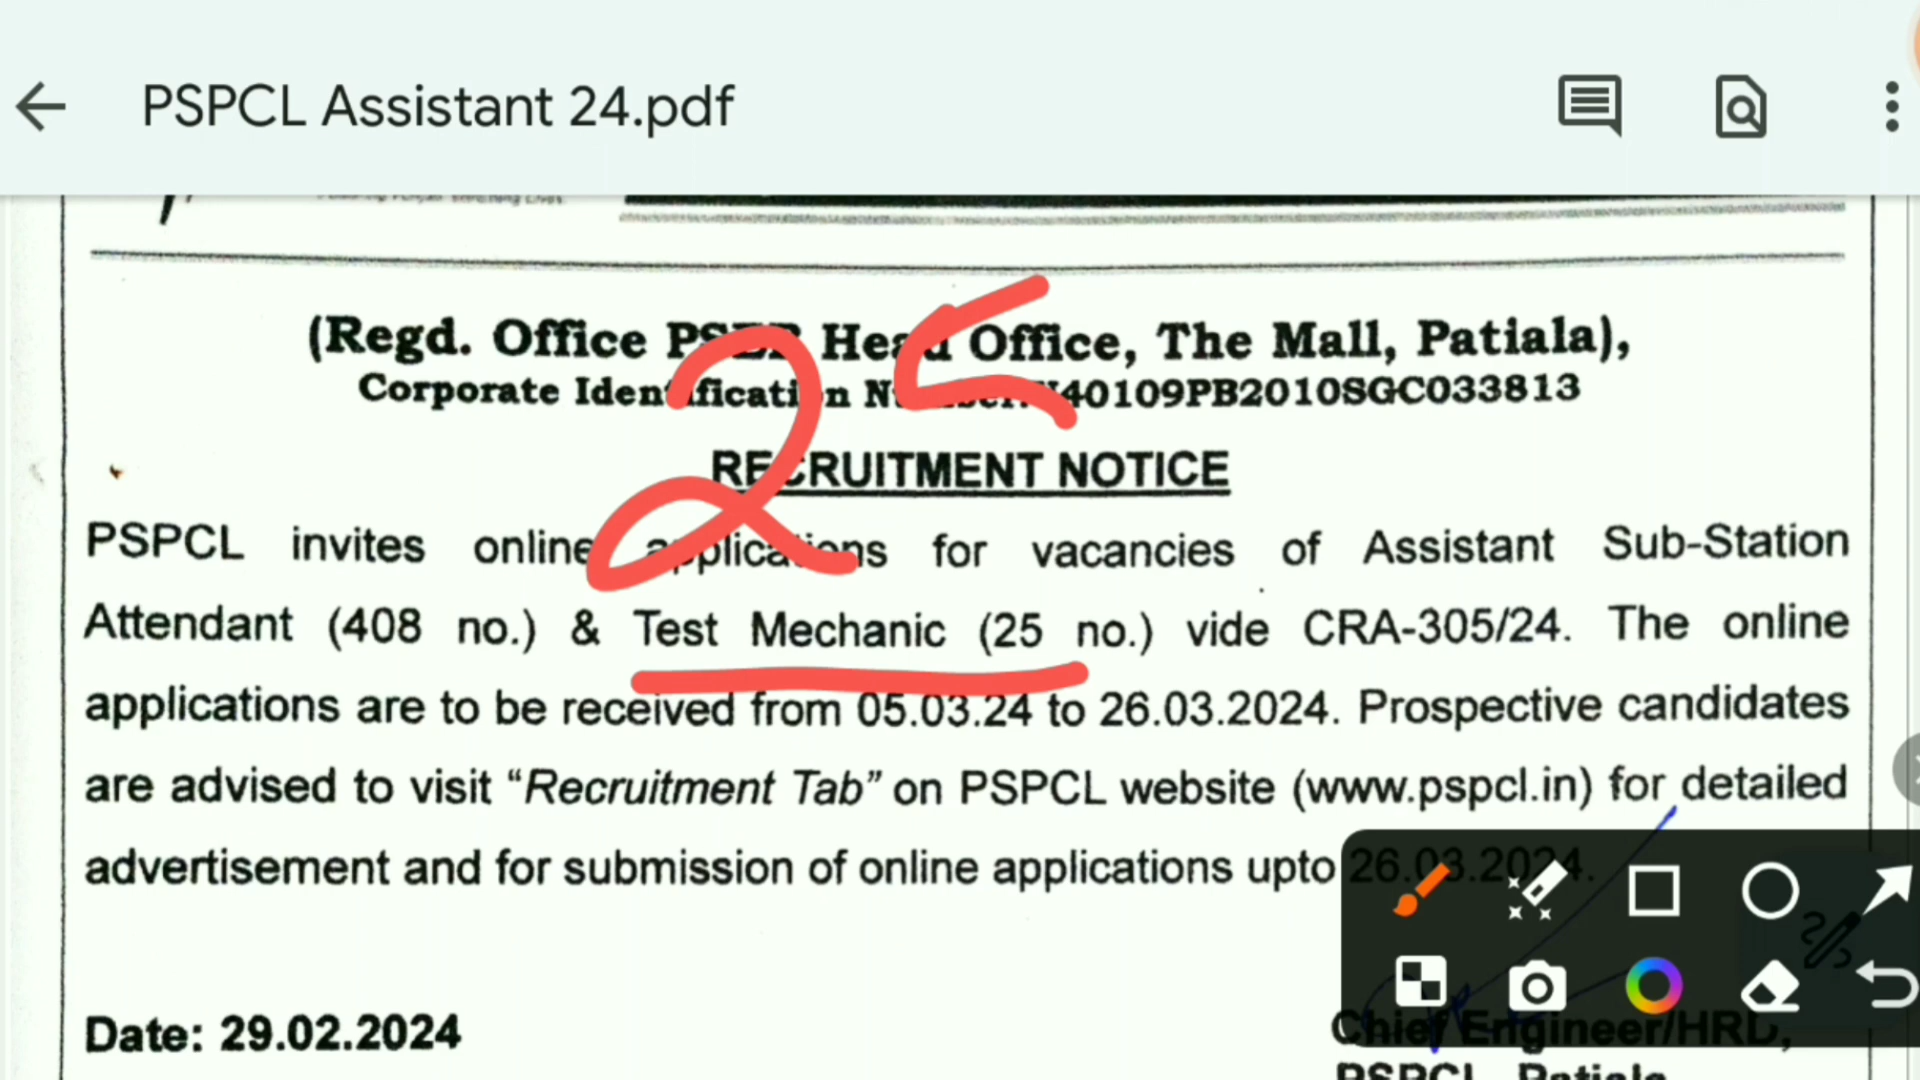 PSPCL Assistant 24.pdf
(Regd. Office PSEB Head Office, The Mall, Patiala),
Corporate Identification Number: U40109PB2010SGC033813
25
RECRUITMENT NOTICE
PSPCL invites online applications for vacancies of Assistant Sub-Station
Attendant (408 no.) & Test Mechanic (25 no.) vide CRA-305/24. The online
applications are to be received from 05.03.24 to 26.03.2024. Prospective candidates
are advised to visit “Recruitment Tab” on PSPCL website (www.pspcl.in) for detailed
advertisement and for submission of online applications upto 26.03.2024.
Date: 29.02.2024
Chief Engineer/HRD,
PSPCL, Patiala